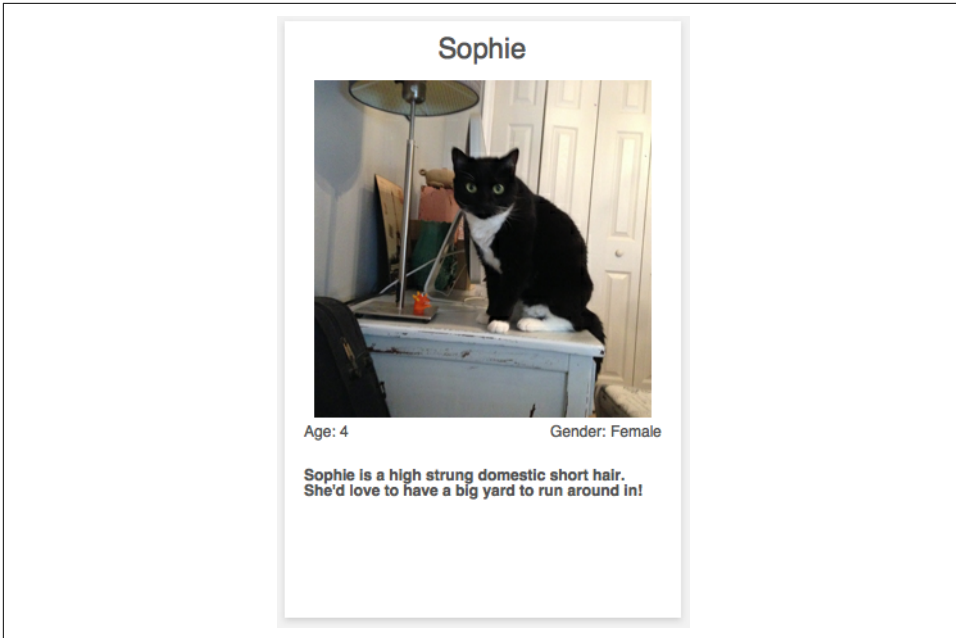 Sophie
Age: 4
Gender: Female
Sophie is a high strung domestic short hair.
She'd love to have a big yard to run around in!